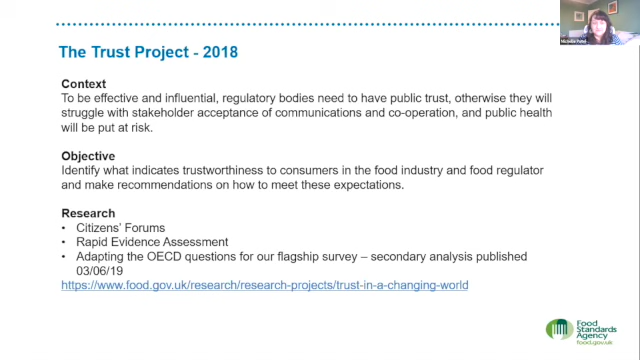 The Trust Project - 2018
Context
To be effective and influential, regulatory bodies need to have public trust, otherwise they will
struggle with stakeholder acceptance of communications and co-operation, and public health
will be put at risk.
Objective
Identify what indicates trustworthiness to consumers in the food industry and food regulator
and make recommendations on how to meet these expectations.
Research
• Citizens' Forums
• Rapid Evidence Assessment
• Adapting the OECD questions for our flagship survey – secondary analysis published
03/06/19
https://www.food.gov.uk/research/research-projects/trust-in-a-changing-world
Michelle Patel
Food
Standards
Agency
food.gov.uk